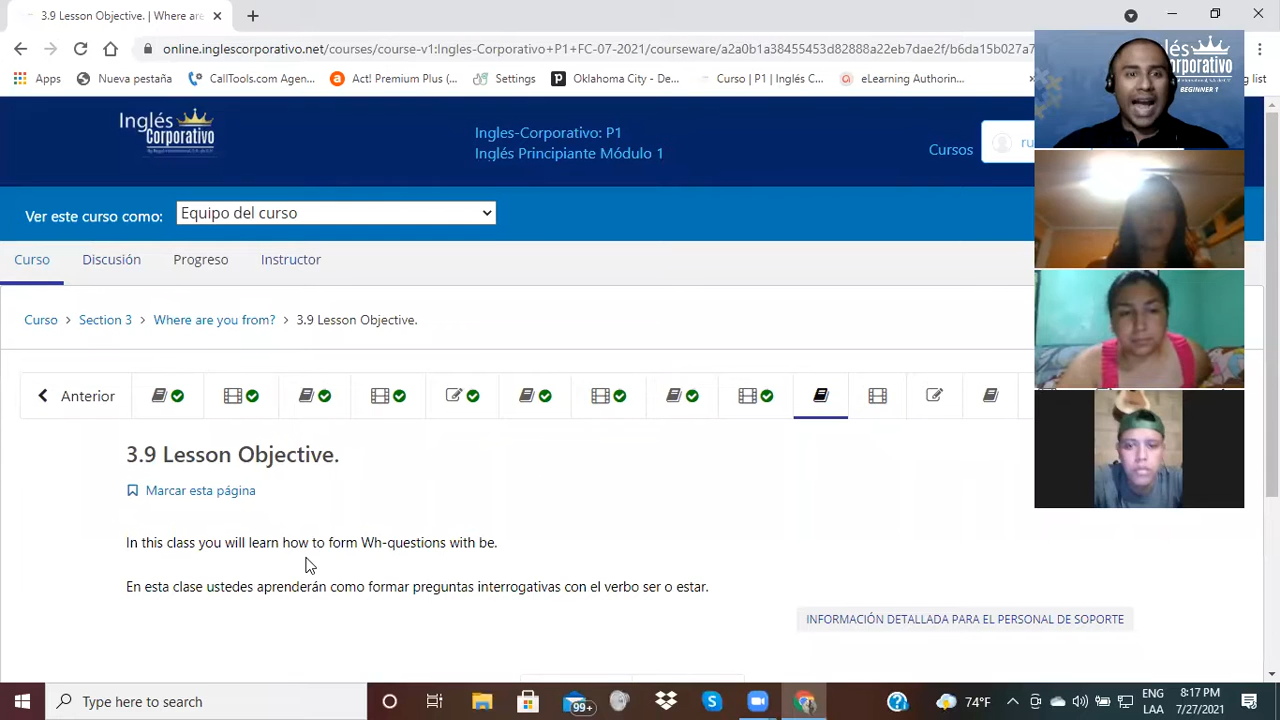 3.9 Lesson Objective. | Where are
online.inglescorporativo.net/courses/course-v1:Ingles-Corporativo+P1+FC-07-2021/courseware/a2a0b1a38455453d82888a22eb7dae2f/b6da15b027a7
Apps Nueva pestaña CallTools.com Agen... Act! Premium Plus (... Settings Oklahoma City - De... Curso | P1 | Inglés C... eLearning Authorin...
Inglés
Corporativo
Ingles-Corporativo: P1
Inglés Principiante Módulo 1
Cursos
ru
Corporativo
BEGINNER 1
Ver este curso como: Equipo del curso
Curso Discusión Progreso Instructor
Curso > Section 3 > Where are you from? > 3.9 Lesson Objective.
Anterior
3.9 Lesson Objective.
Marcar esta página
In this class you will learn how to form Wh-questions with be.
En esta clase ustedes aprenderán como formar preguntas interrogativas con el verbo ser o estar.
INFORMACIÓN DETALLADA PARA EL PERSONAL DE SOPORTE
Type here to search
99+
74°F
ENG
LAA
8:17 PM
7/27/2021